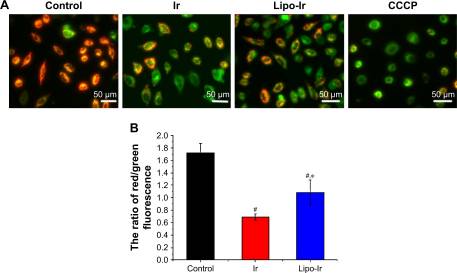 A
Control
Ir
Lipo-Ir
CCCP
50 µm
50 µm
50 µm
50 µm
B
The ratio of red/green
fluorescence
1.8
1.6
1.4
1.2
1.0
0.8
0.6
0.4
0.2
0.0
2.0
#
#,*
Control
Ir
Lipo-Ir